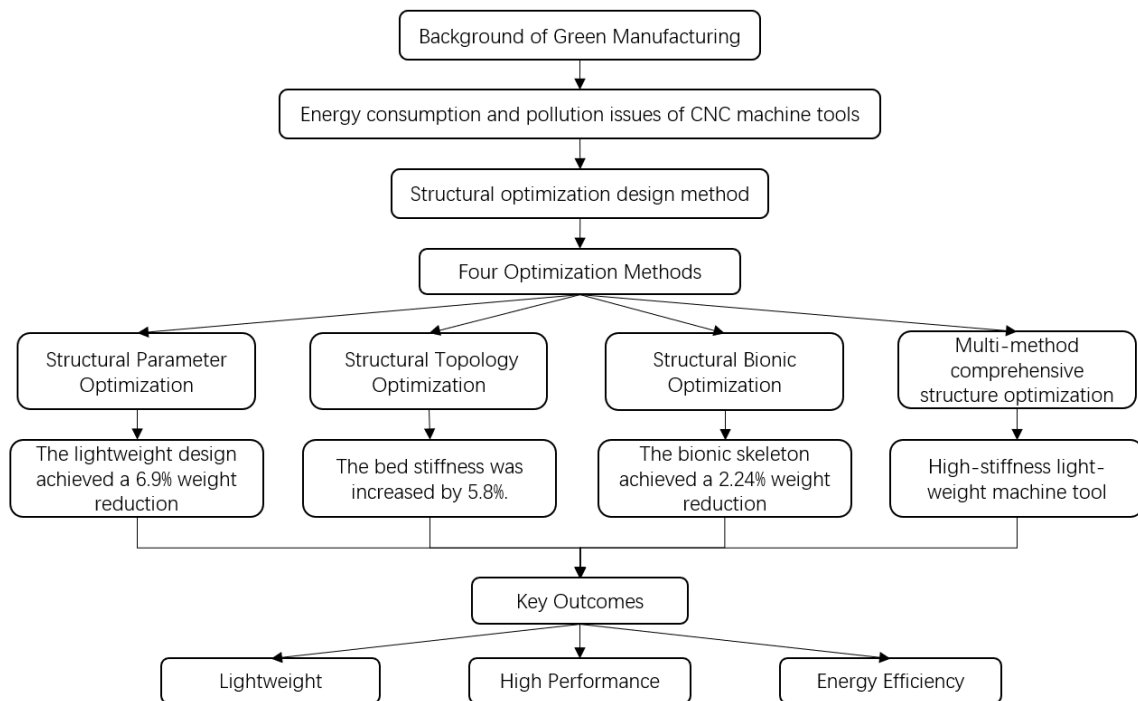 Background of Green Manufacturing
Energy consumption and pollution issues of CNC machine tools
Structural optimization design method
Four Optimization Methods
Structural Parameter
Optimization
Structural Topology
Optimization
Structural Bionic
Optimization
Multi-method
comprehensive
structure optimization
The lightweight design
achieved a 6.9% weight
reduction
The bed stiffness was
increased by 5.8%.
The bionic skeleton
achieved a 2.24% weight
reduction
High-stiffness light-
weight machine tool
Key Outcomes
Lightweight
High Performance
Energy Efficiency